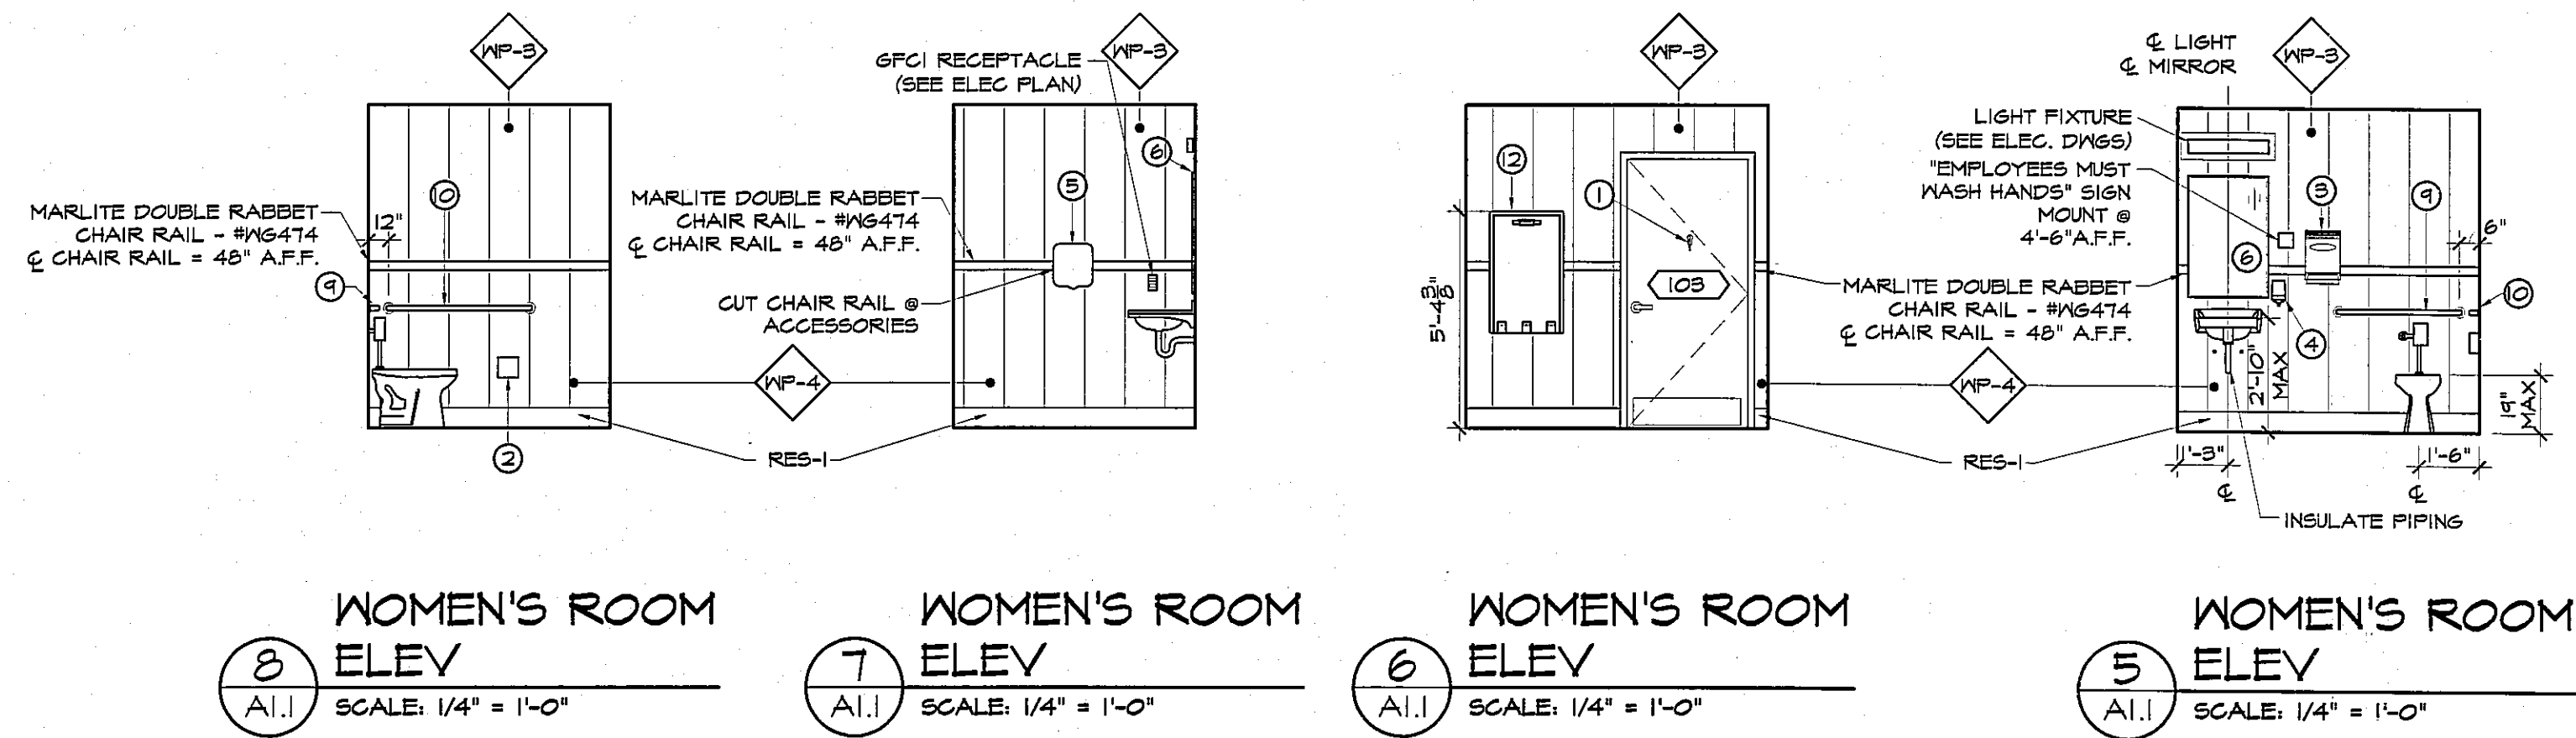 WP-3
MARLITE DOUBLE RABBET
CHAIR RAIL - #WG474
℄ CHAIR RAIL = 48" A.F.F.
12"
10
9
2
WP-3
GFCI RECEPTACLE
(SEE ELEC PLAN)
6
5
MARLITE DOUBLE RABBET
CHAIR RAIL - #WG474
℄ CHAIR RAIL = 48" A.F.F.
CUT CHAIR RAIL @
ACCESSORIES
WP-4
RES-1
WP-3
12
1
103
5'-4 3/8"
MARLITE DOUBLE RABBET
CHAIR RAIL - #WG474
℄ CHAIR RAIL = 48" A.F.F.
WP-4
RES-1
℄ LIGHT
℄ MIRROR
WP-3
LIGHT FIXTURE
(SEE ELEC. DWGS)
"EMPLOYEES MUST
WASH HANDS" SIGN
MOUNT @
4'-6"A.F.F.
3
9
6"
6
10
4
2'-10"
MAX
19"
MAX
1'-3"
1'-6"
℄
℄
INSULATE PIPING
WOMEN'S ROOM
ELEV
8
A1.1
SCALE: 1/4" = 1'-0"
WOMEN'S ROOM
ELEV
7
A1.1
SCALE: 1/4" = 1'-0"
WOMEN'S ROOM
ELEV
6
A1.1
SCALE: 1/4" = 1'-0"
WOMEN'S ROOM
ELEV
5
A1.1
SCALE: 1/4" = 1'-0"